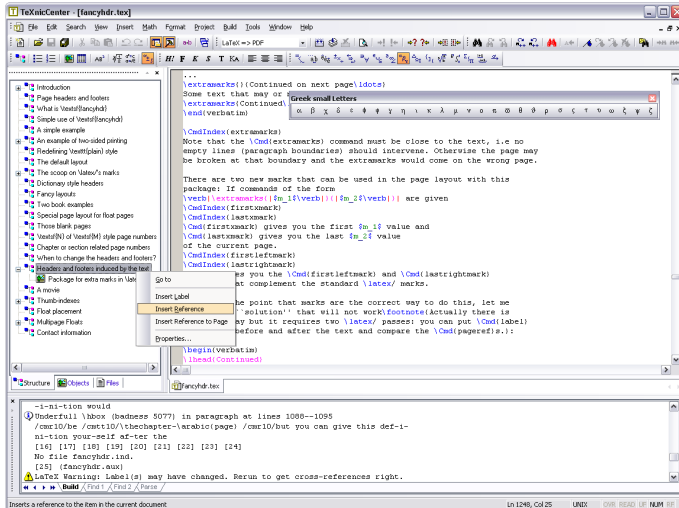 TeXnicCenter - [fancyhdr.tex]
File Edit Search View Insert Math Format Project Build Tools Window Help
LaTeX => PDF
H! F E S T KA
Introduction
Page headers and footers
What is \textsf{fancyhdr}
Simple use of \textsf{fancyhdr}
A simple example
An example of two-sided printing
Redefining \texttt{plain} style
The default layout
The scoop on \latex/'s marks
Dictionary style headers
Fancy layouts
Two book examples
Special page layout for float pages
Those blank pages
\textsf{N} of \textsf{M} style page numbers
Chapter or section related page numbers
When to change the headers and footers?
Headers and footers induced by the text
Package for extra marks in \late
A movie
Thumb-indexes
Float placement
Multipage Floats
Contact information
Structure Objects Files
Go to
Insert Label
Insert Reference
Insert Reference to Page
Properties...
...
\extramarks{}{Continued on next page\ldots}
Some text that may or
\extramarks{Continued\
\end{verbatim}
Greek small Letters
α β χ δ ε ϕ φ γ η ι κ λ μ ν ο π ϖ θ ϑ ρ σ ς τ υ ω ξ ψ ζ
\CmdIndex{extramarks}
Note that the \Cmd{extramarks} command must be close to the text, i.e no
empty lines (paragraph boundaries) should intervene. Otherwise the page may
be broken at that boundary and the extramarks would come on the wrong page.
There are two new marks that can be used in the page layout with this
package: If commands of the form
\verb|\extramarks{|$m_1$\verb|}{|$m_2$\verb|}| are given
\CmdIndex{firstxmark}
\CmdIndex{lastxmark}
\Cmd{firstxmark} gives you the first $m_1$ value and
\Cmd{lastxmark} gives you the last $m_2$ value
of the current page.
\CmdIndex{firstleftmark}
\CmdIndex{lastrightmark}
es you the \Cmd{firstleftmark} and \Cmd{lastrightmark}
at complement the standard \latex/ marks.
he point that marks are the correct way to do this, let me
``solution'' that will not work\footnote{Actually there is
ay but it requires two \latex/ passes: you can put \Cmd{label}
before and after the text and compare the \Cmd{pageref}s.}:
\begin{verbatim}
\lhead{Continued}
fancyhdr.tex
-i-ni-tion would
Underfull \hbox (badness 5077) in paragraph at lines 1088--1095
/cmr10/be /cmtt10/\thechapter-\arabic{page} /cmr10/but you can give this def-i-
ni-tion your-self af-ter the
[16] [17] [18] [19] [20] [21] [22] [23] [24]
No file fancyhdr.ind.
[25] (fancyhdr.aux)
LaTeX Warning: Label(s) may have changed. Rerun to get cross-references right.
Build Find 1 Find 2 Parse
Inserts a reference to the item in the current document
Ln 1248, Col 25 UNIX OVR READ LF NUM RF